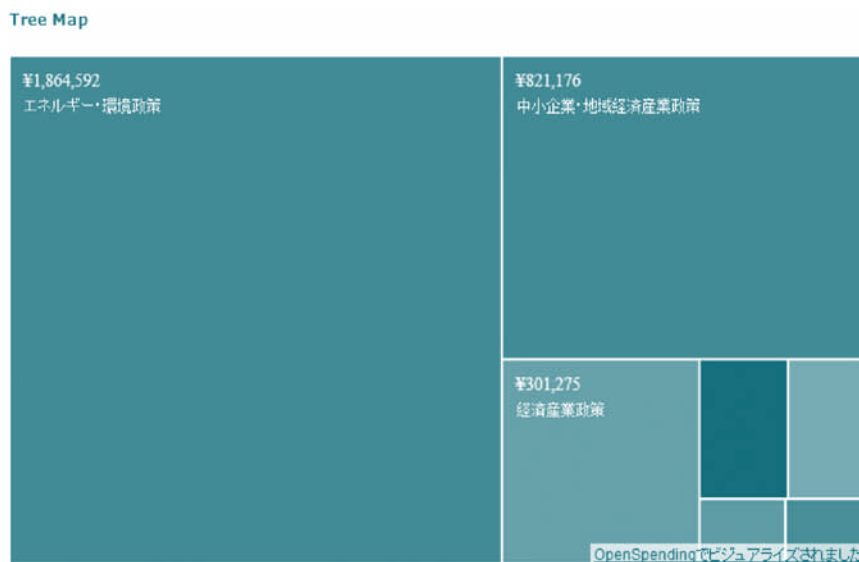 Tree Map
¥1,864,592
エネルギー・環境政策
¥821,176
中小企業・地域経済産業政策
¥301,275
経済産業政策
OpenSpendingでビジュアライズされました